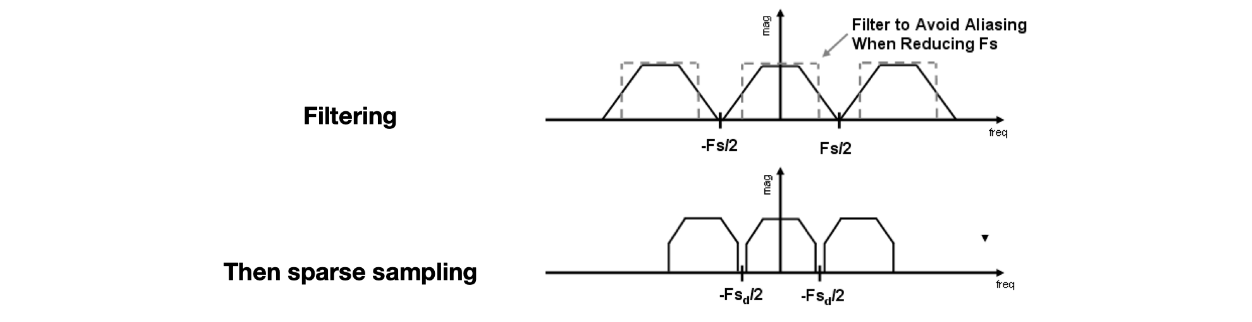 mag
Filter to Avoid Aliasing
When Reducing Fs
Filtering
freq
-Fs/2
Fs/2
mag
Then sparse sampling
freq
-Fsd/2
-Fsd/2